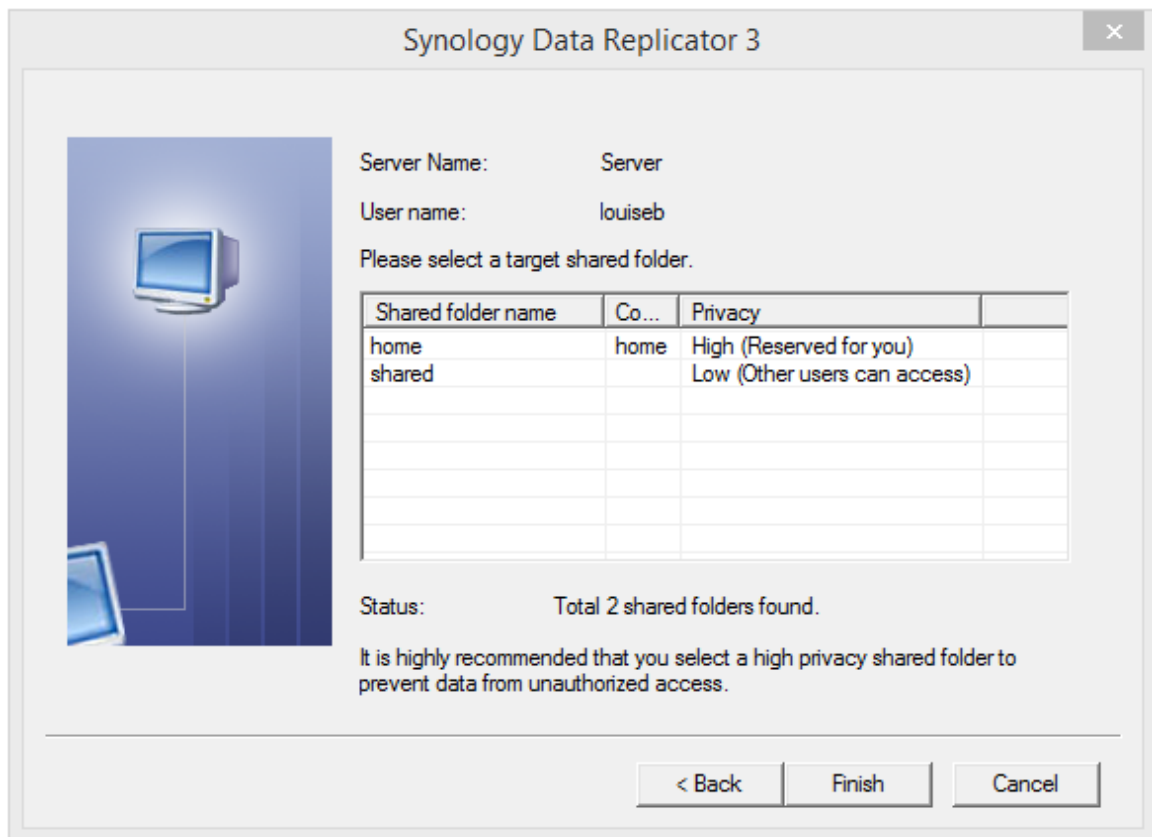 Synology Data Replicator 3
Server Name: Server
User name: louiseb
Please select a target shared folder.
Shared folder name Co... Privacy
home home High (Reserved for you)
shared Low (Other users can access)
Status: Total 2 shared folders found.
It is highly recommended that you select a high privacy shared folder to
prevent data from unauthorized access.
< Back Finish Cancel